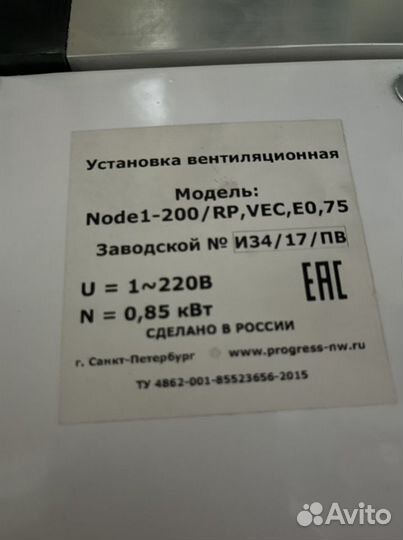 Установка вентиляционная
Модель:
Node1-200/RP,VEC,E0,75
Заводской № И34/17/ПВ
U = 1~220В
N = 0,85 кВт
EAC
СДЕЛАНО В РОССИИ
г. Санкт-Петербург www.progress-nw.ru
ТУ 4862-001-85523656-2015
Avito